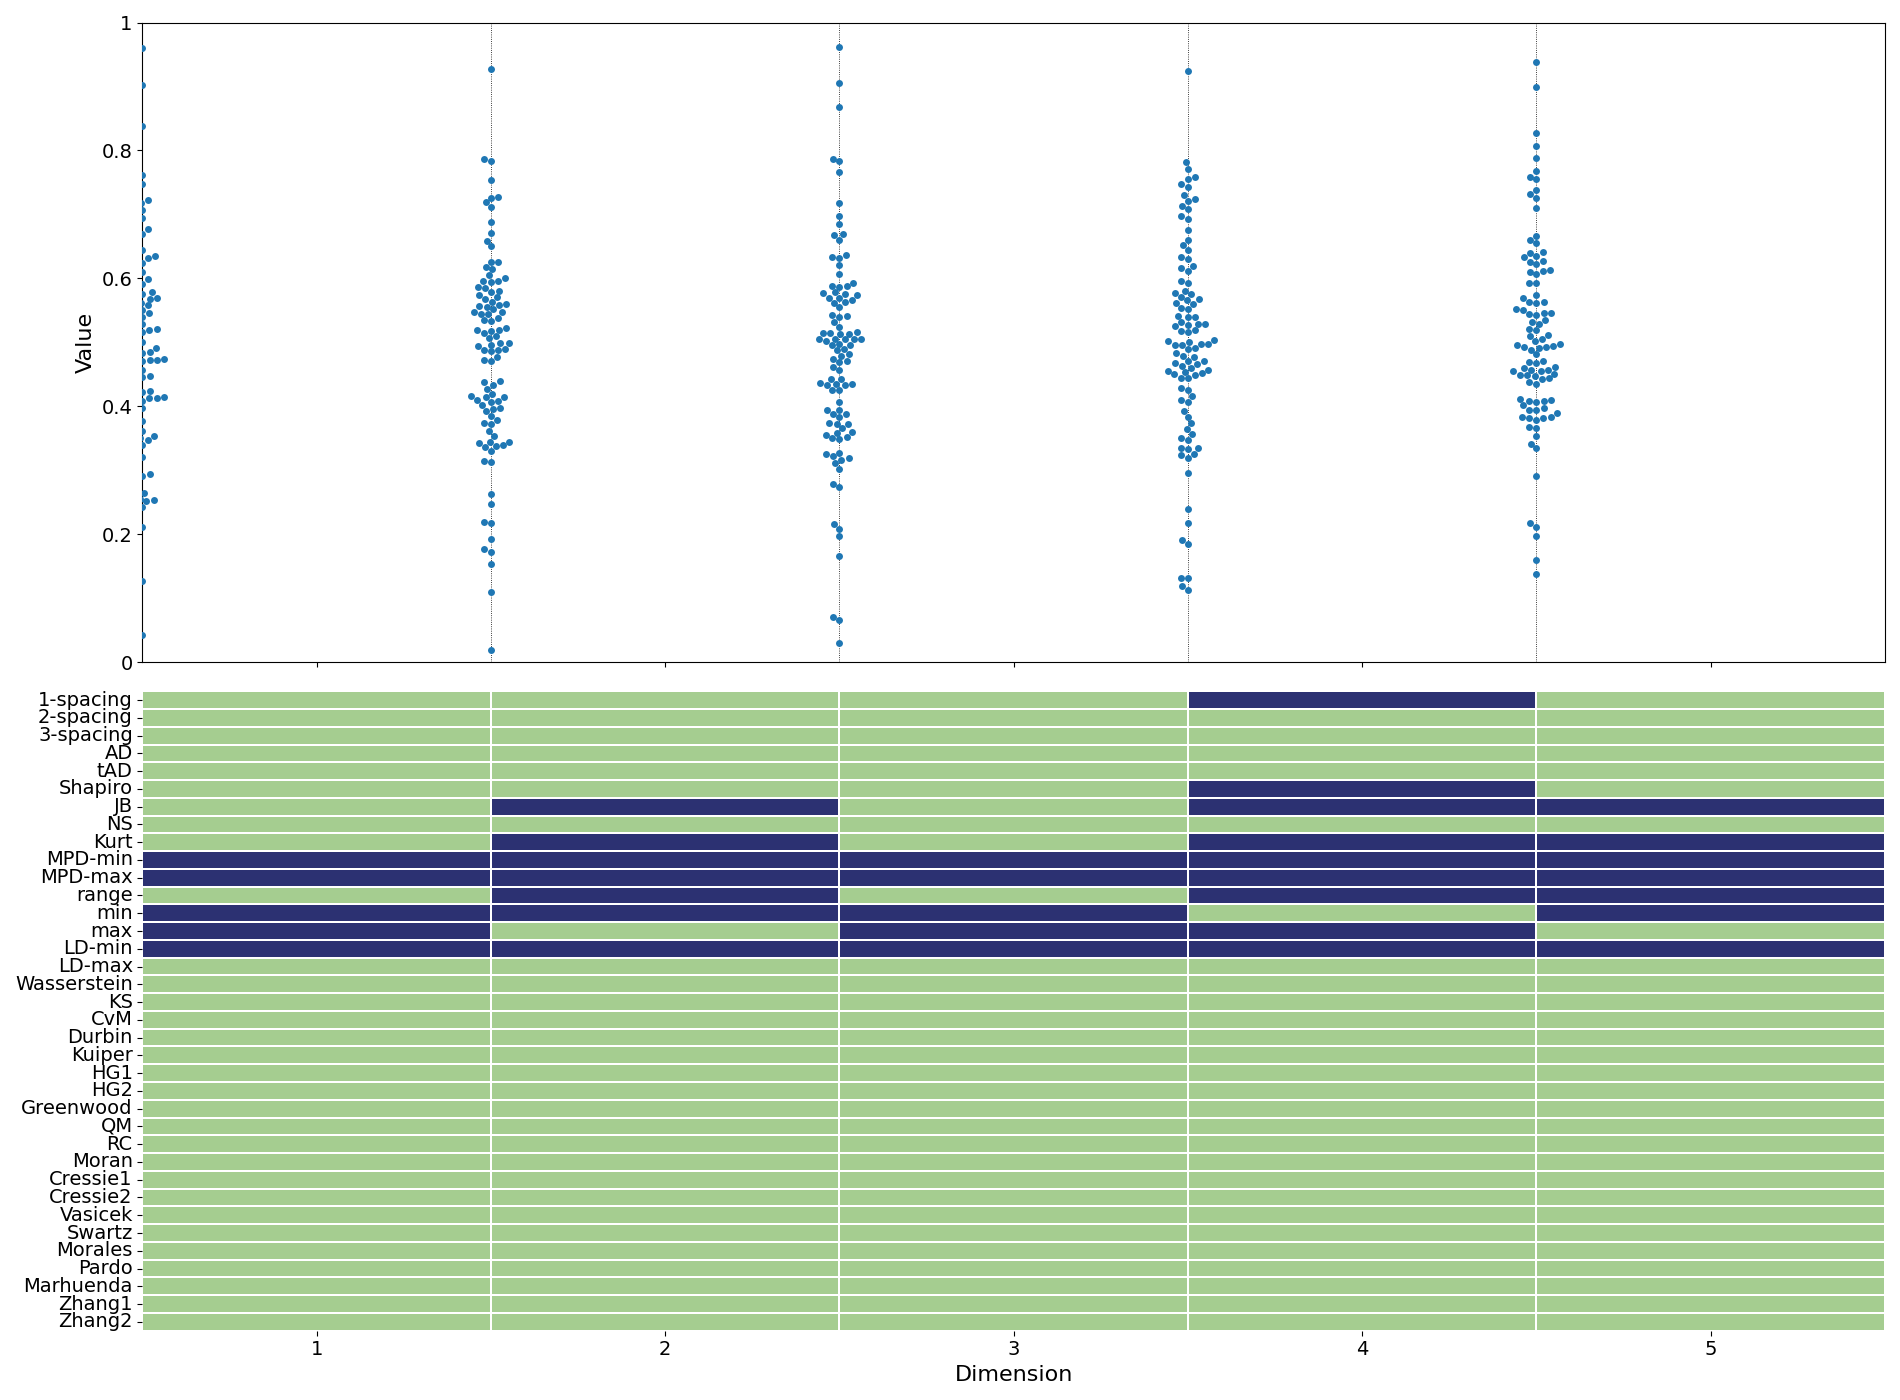 1
0.8
0.6
0.4
0.2
0
Value
1-spacing
2-spacing
3-spacing
AD
tAD
Shapiro
JB
NS
Kurt
MPD-min
MPD-max
range
min
max
LD-min
LD-max
Wasserstein
KS
CvM
Durbin
Kuiper
HG1
HG2
Greenwood
QM
RC
Moran
Cressie1
Cressie2
Vasicek
Swartz
Morales
Pardo
Marhuenda
Zhang1
Zhang2
1 2 3 4 5
Dimension